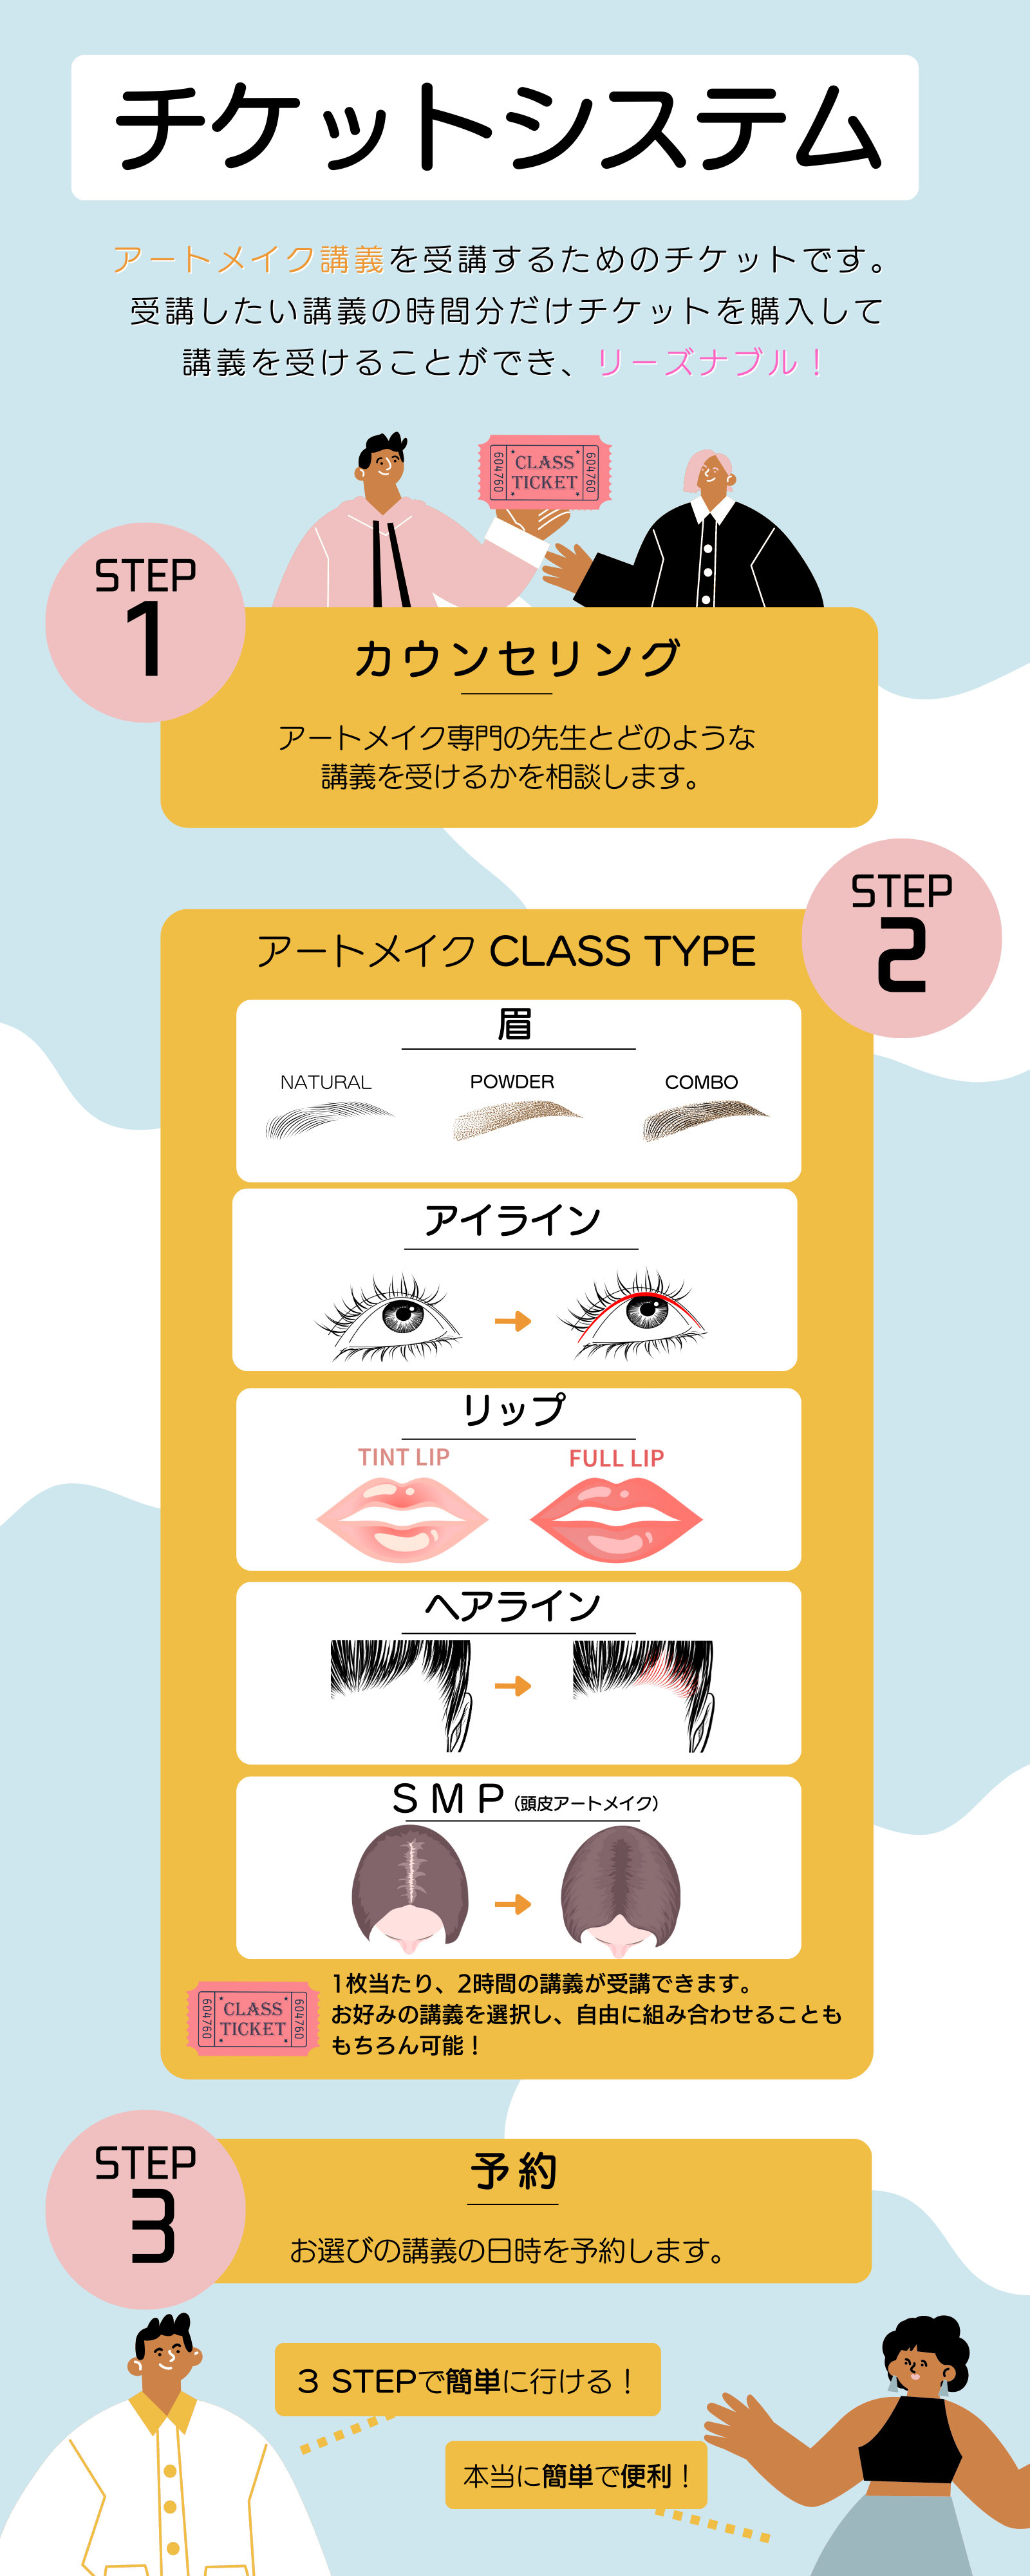 チケットシステム
アートメイク講義を受講するためのチケットです。
受講したい講義の時間分だけチケットを購入して
講義を受けることができ、リーズナブル！
604760
CLASS
TICKET
604760
STEP
1
カウンセリング
アートメイク専門の先生とどのような
講義を受けるかを相談します。
STEP
2
アートメイク CLASS TYPE
眉
NATURAL
POWDER
COMBO
アイライン
リップ
TINT LIP
FULL LIP
ヘアライン
SMP（頭皮アートメイク）
604760
CLASS
TICKET
604760
1枚当たり、2時間の講義が受講できます。
お好みの講義を選択し、自由に組み合わせることも
もちろん可能！
STEP
3
予約
お選びの講義の日時を予約します。
3 STEPで簡単に行ける！
本当に簡単で便利！